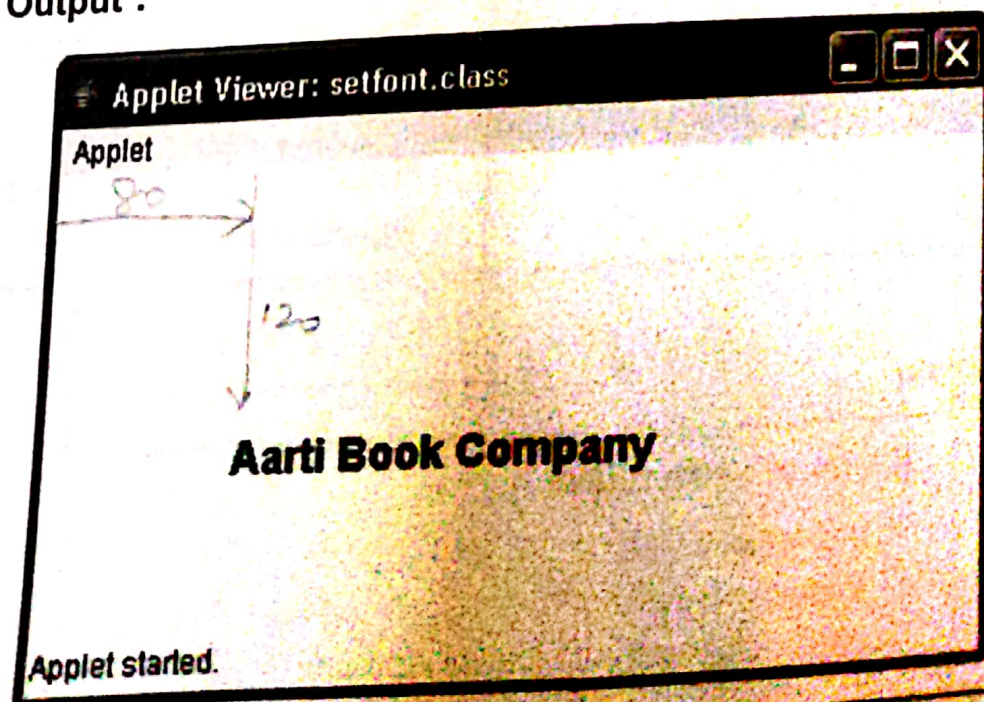 Output :
Applet Viewer: setfont.class
Applet
80
120
Aarti Book Company
Applet started.